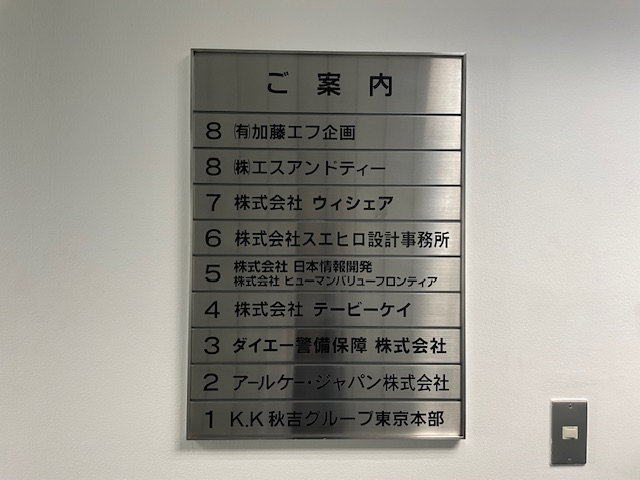 ご案内
8 ㈲加藤エフ企画
8 ㈱エスアンドティー
7 株式会社 ウィシェア
6 株式会社スエヒロ設計事務所
5 株式会社 日本情報開発
株式会社 ヒューマンバリューフロンティア
4 株式会社 テービーケイ
3 ダイエー警備保障 株式会社
2 アールケー・ジャパン株式会社
1 K.K秋吉グループ東京本部